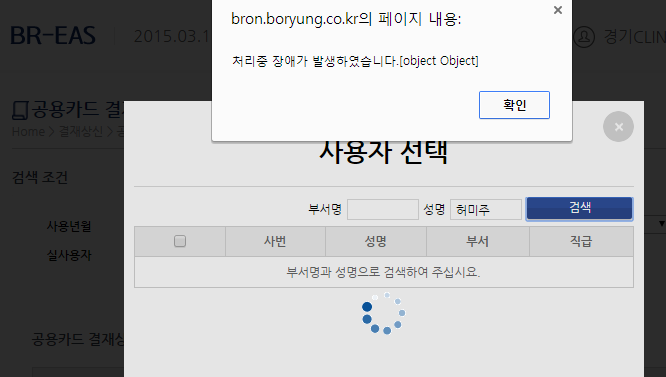 bron.boryung.co.kr의 페이지 내용:
처리중 장애가 발생하였습니다.[object Object]
확인
BR-EAS
2015.03.1
경기CLIN
공용카드 결재
Home > 결재상신 > 공
사용자 선택
검색 조건
사용년월
실사용자
부서명 성명 허미주 검색
사번 성명 부서 직급
부서명과 성명으로 검색하여 주십시요.
공용카드 결재상